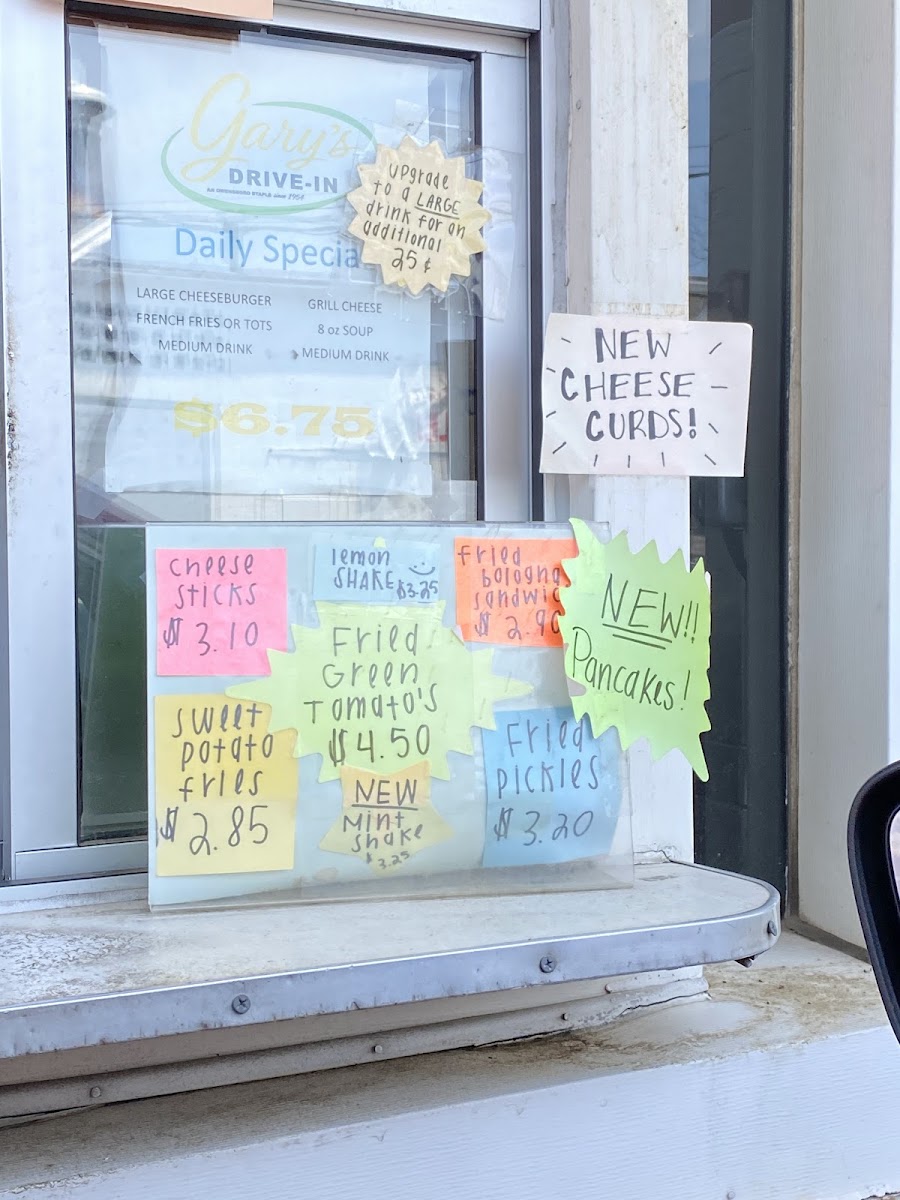 Gary's
DRIVE-IN
Daily Specia
upgrade
to a LARGE
drink for an
additional
25¢
LARGE CHEESEBURGER
FRENCH FRIES OR TOTS
MEDIUM DRINK
GRILL CHEESE
8 oz SOUP
MEDIUM DRINK
$6.75
NEW
CHEESE
CURDS!
cheese
sticks
$3.10
lemon
SHAKE $3.25
Fried
bologna
sandwic
$2.90
NEW!!
Pancakes!
Fried
Green
Tomato's
$4.50
sweet
potato
fries
$2.85
NEW
Mint
shake
$3.25
Fried
pickles
$3.20